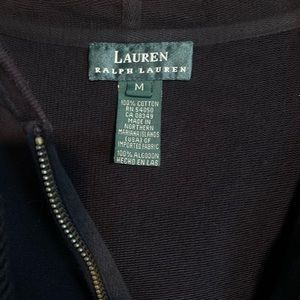 LAUREN
RALPH LAUREN
M
100% COTTON
RN 54050
CA 08349
MADE IN
NORTHERN
MARIANA ISLANDS
(USA) OF
IMPORTED FABRIC
100% ALGODON
HECHO EN LAS